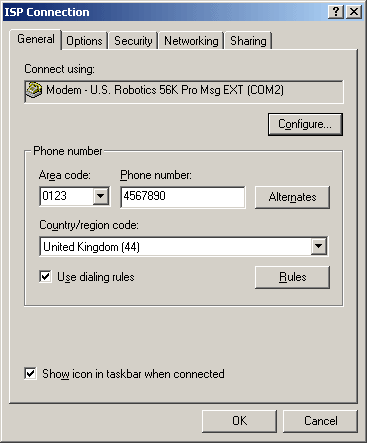 ISP Connection
General Options Security Networking Sharing
Connect using:
Modem - U.S. Robotics 56K Pro Msg EXT (COM2)
Configure...
Phone number
Area code: Phone number:
0123 4567890 Alternates
Country/region code:
United Kingdom (44)
Use dialing rules Rules
Show icon in taskbar when connected
OK Cancel